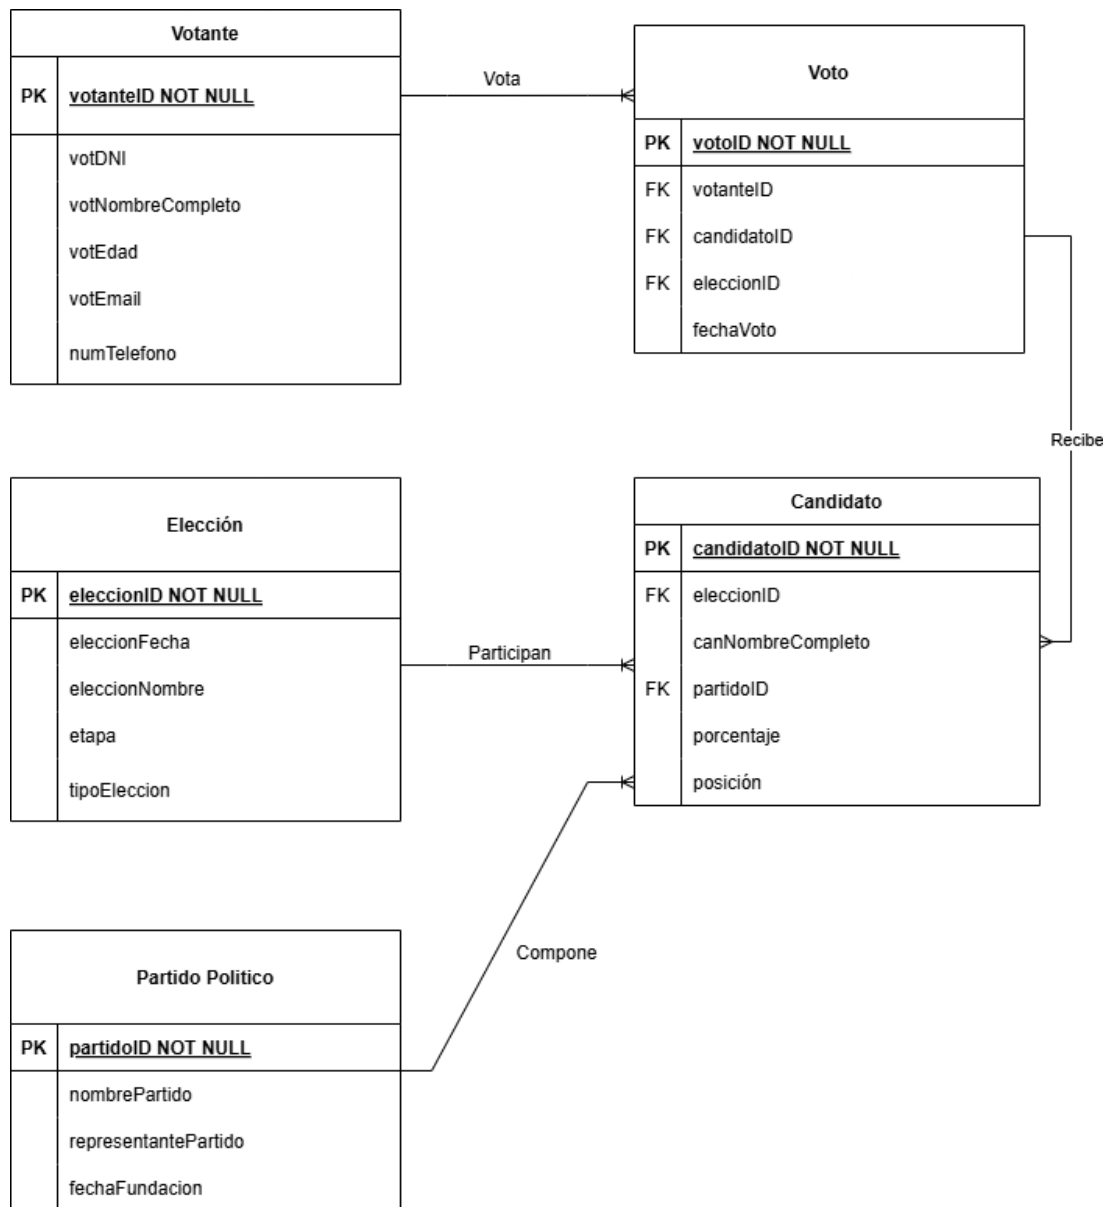 Votante
PK votanteID NOT NULL
votDNI
votNombreCompleto
votEdad
votEmail
numTelefono
Vota
Voto
PK votoID NOT NULL
FK votanteID
FK candidatoID
FK eleccionID
fechaVoto
Recibe
Elección
PK eleccionID NOT NULL
eleccionFecha
eleccionNombre
etapa
tipoEleccion
Participan
Candidato
PK candidatoID NOT NULL
FK eleccionID
canNombreCompleto
FK partidoID
porcentaje
posición
Compone
Partido Politico
PK partidoID NOT NULL
nombrePartido
representantePartido
fechaFundacion